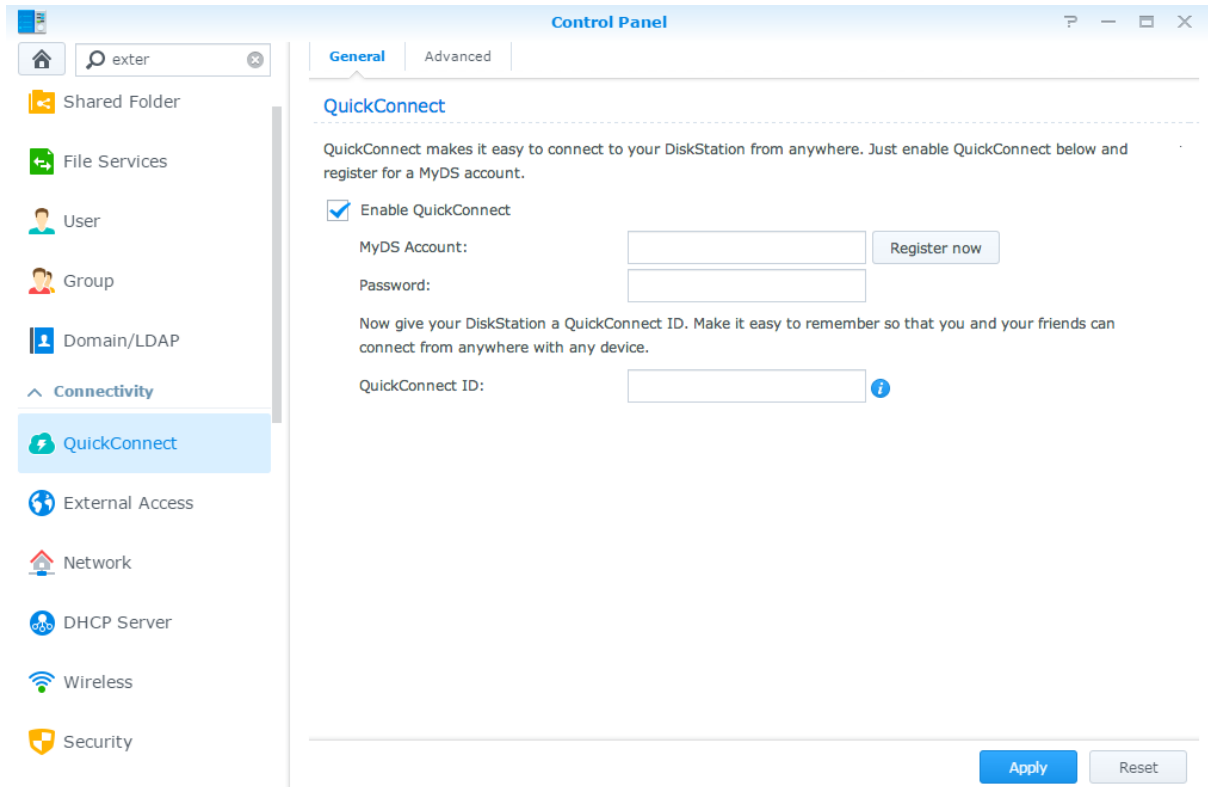 Control Panel
exter
Shared Folder
File Services
User
Group
Domain/LDAP
Connectivity
QuickConnect
External Access
Network
DHCP Server
Wireless
Security
General
Advanced
QuickConnect
QuickConnect makes it easy to connect to your DiskStation from anywhere. Just enable QuickConnect below and
register for a MyDS account.
Enable QuickConnect
MyDS Account:
Register now
Password:
Now give your DiskStation a QuickConnect ID. Make it easy to remember so that you and your friends can
connect from anywhere with any device.
QuickConnect ID:
Apply
Reset